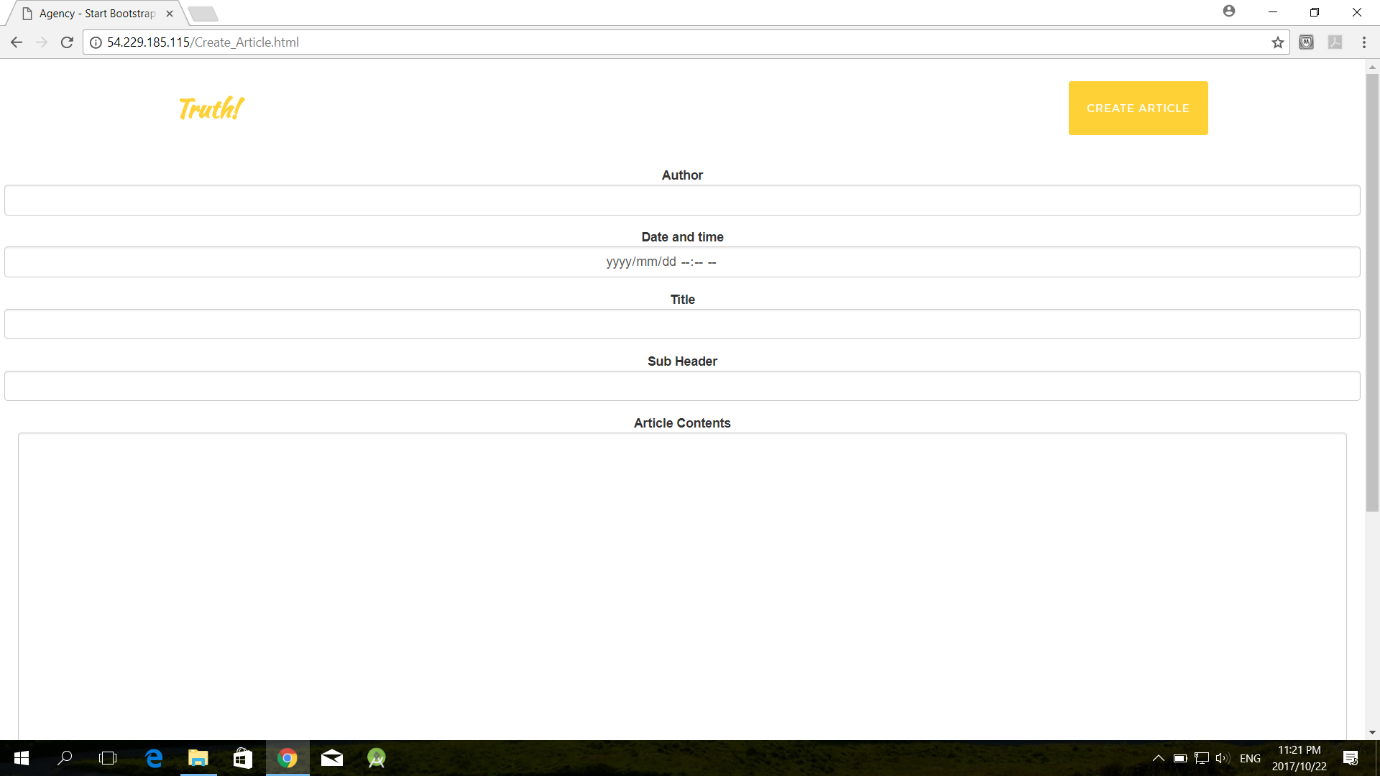 Agency - Start Bootstrap
54.229.185.115/Create_Article.html
Truth!
CREATE ARTICLE
Author
Date and time
yyyy/mm/dd --:-- --
Title
Sub Header
Article Contents
ENG
11:21 PM
2017/10/22